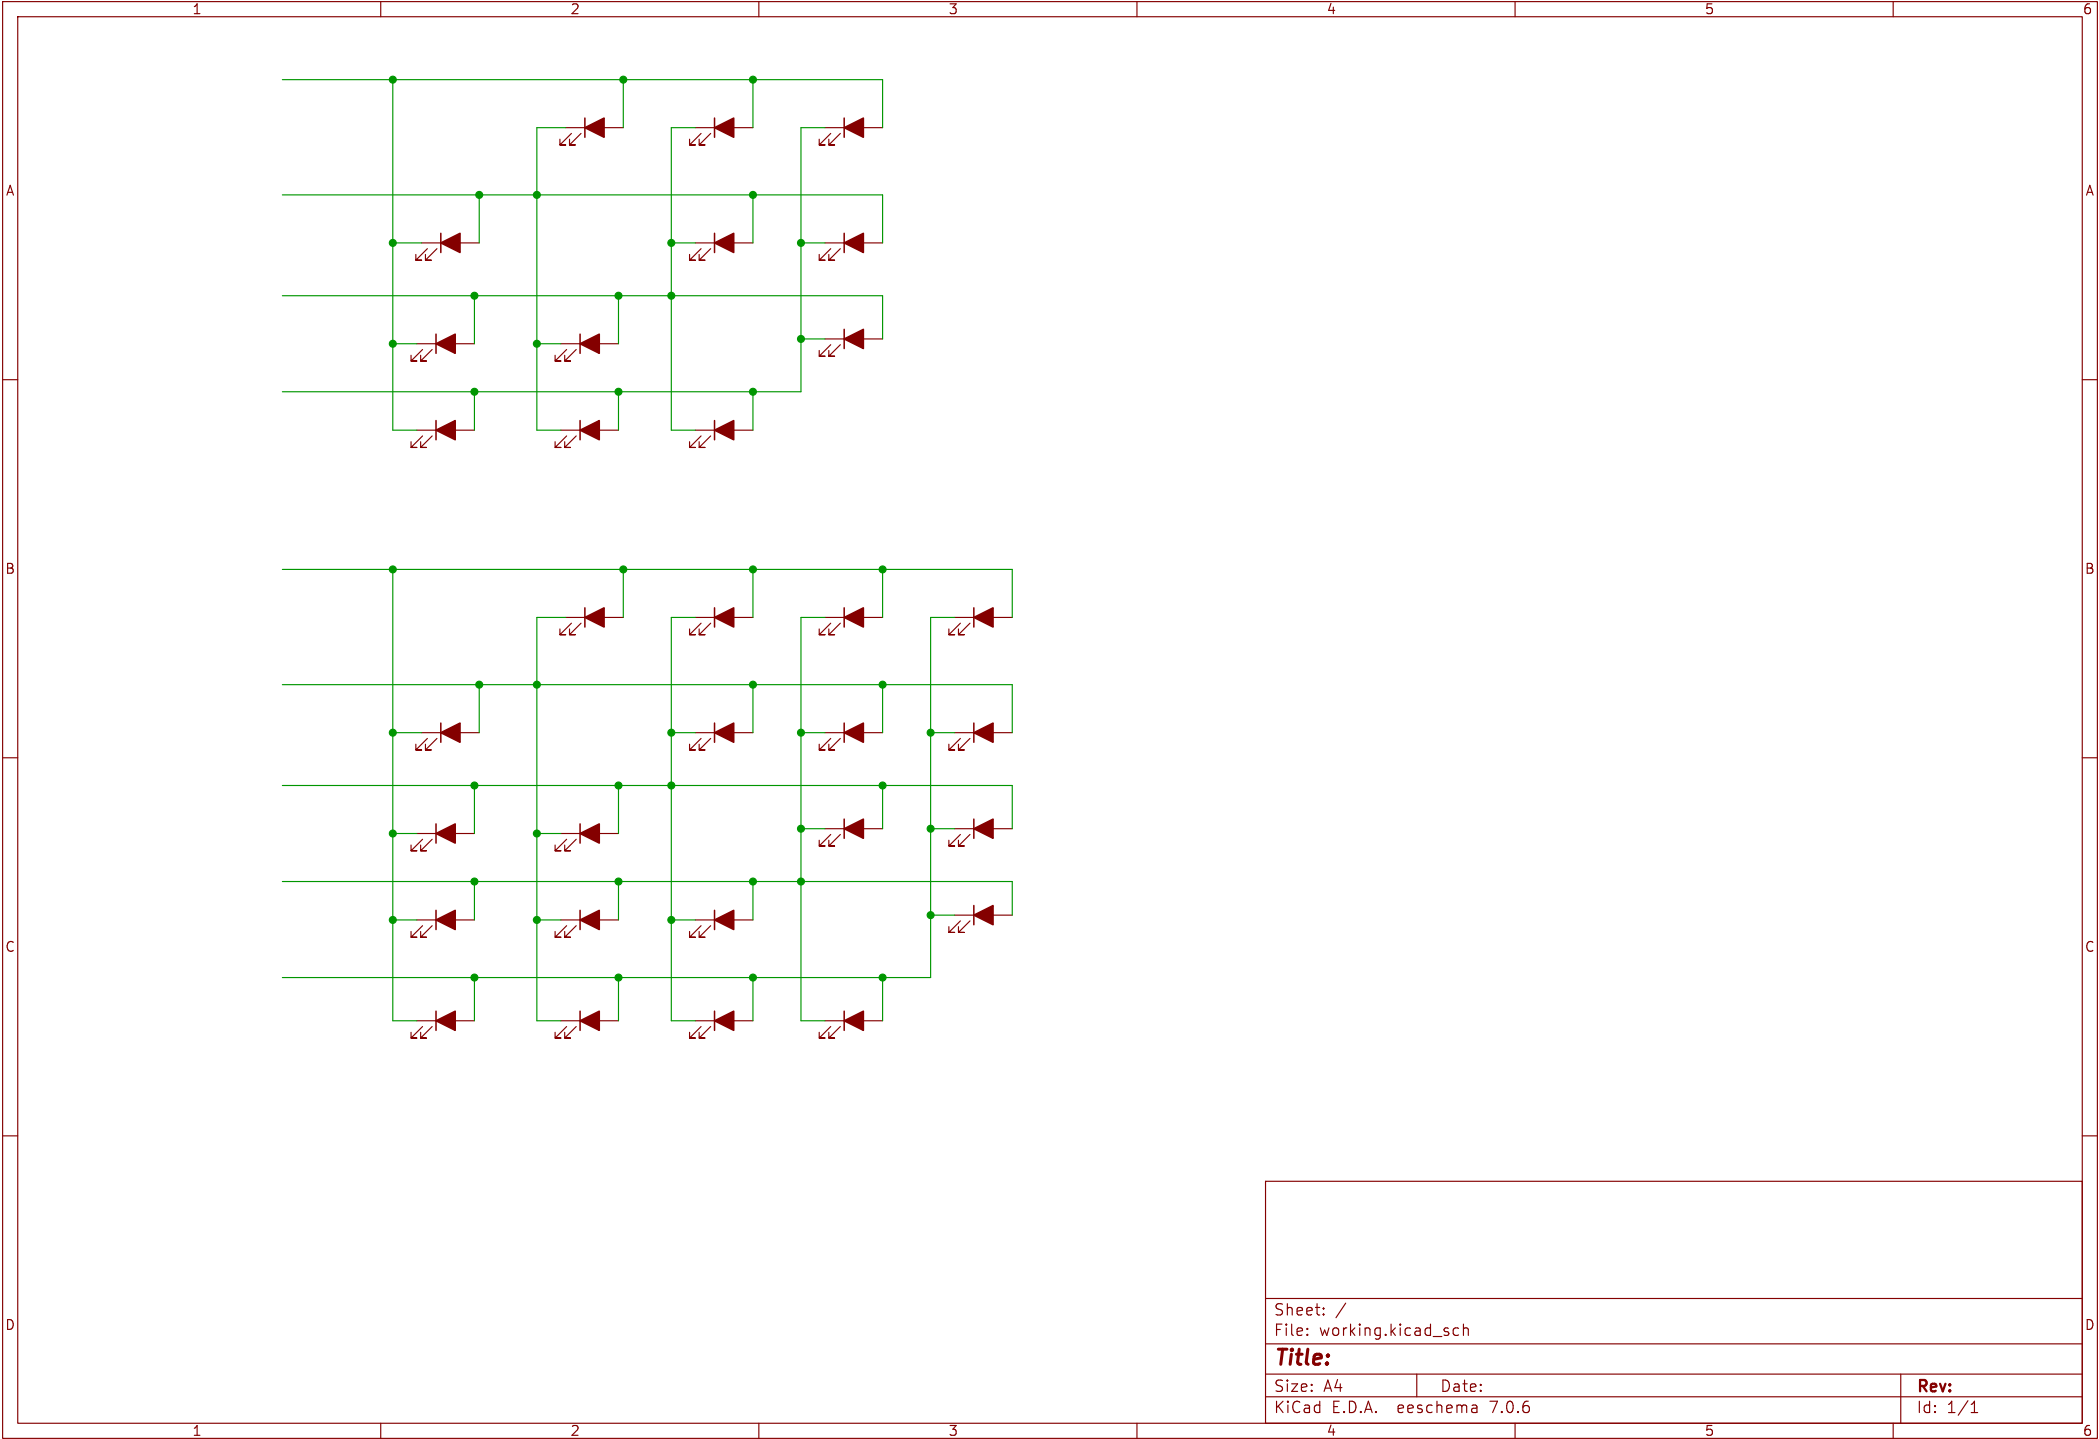 1 2 3 4 5 6
A A
B B
C C
D D
Sheet: /
File: working.kicad_sch
Title:
Size: A4 Date: Rev:
KiCad E.D.A. eeschema 7.0.6 Id: 1/1
1 2 3 4 5 6